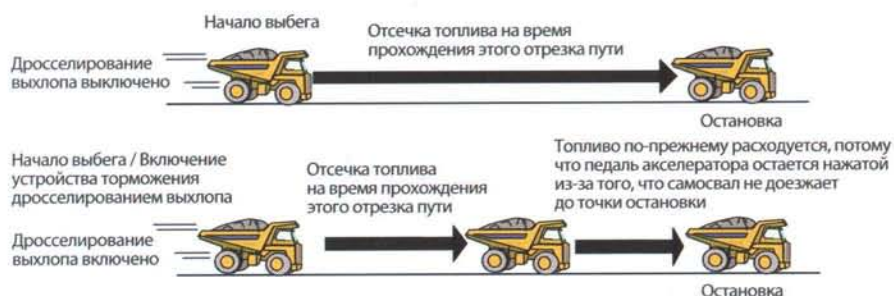 Начало выбега
Отсечка топлива на время
прохождения этого отрезка пути
Дросселирование
выхлопа выключено
Остановка
Начало выбега / Включение
устройства торможения
дросселированием выхлопа
Отсечка топлива
на время прохождения
этого отрезка пути
Топливо по-прежнему расходуется, потому
что педаль акселератора остается нажатой
из-за того, что самосвал не доезжает
до точки остановки
Дросселирование
выхлопа включено
Остановка